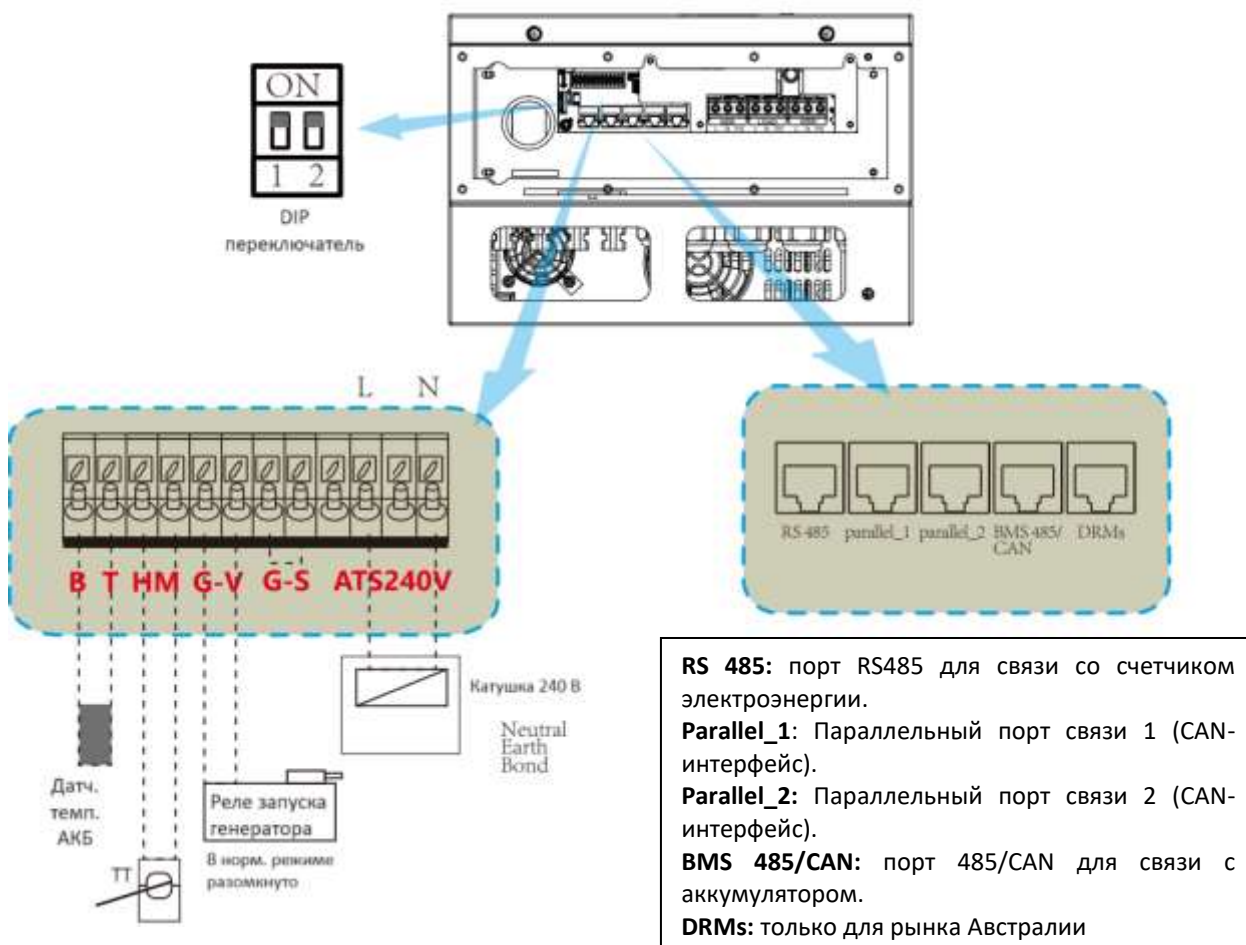 ON
1 2
DIP
переключатель
L N
B T HM G-V G-S ATS240V
RS 485 parallel_1 parallel_2 BMS 485/ DRMs
CAN
Катушка 240 В
Neutral
Earth
Bond
Датч.
темп.
АКБ
Реле запуска
генератора
В норм. режиме
разомкнуто
ТТ
RS 485: порт RS485 для связи со счетчиком
электроэнергии.
Parallel_1: Параллельный порт связи 1 (CAN-
интерфейс).
Parallel_2: Параллельный порт связи 2 (CAN-
интерфейс).
BMS 485/CAN: порт 485/CAN для связи с
аккумулятором.
DRMs: только для рынка Австралии